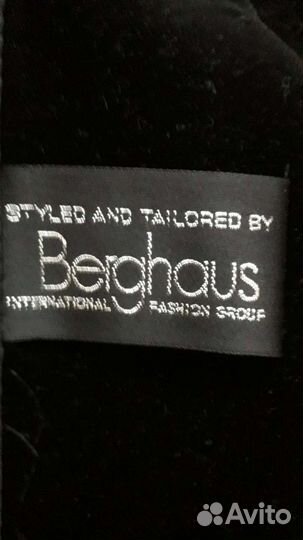 STYLED AND TAILORED BY
Berghaus
INTERNATIONAL FASHION GROUP
Avito